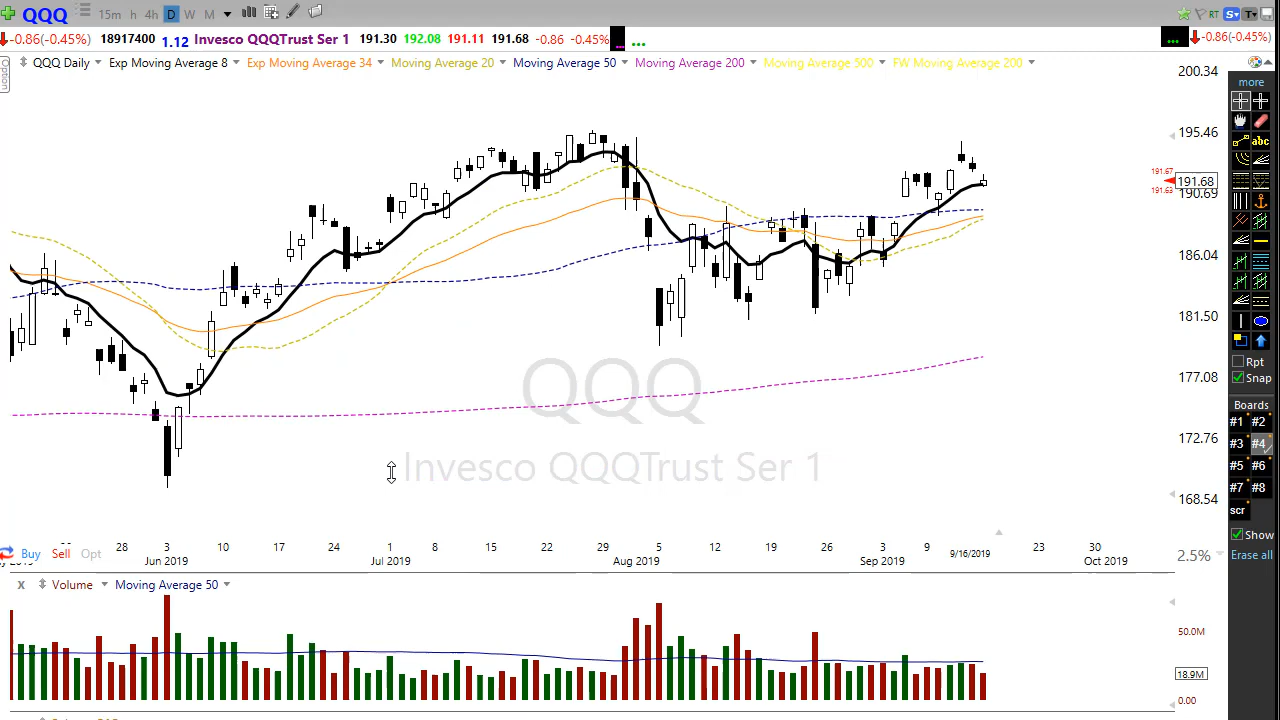 QQQ 15m h 4h D W M RT S T
-0.86(-0.45%) 18917400 1.12 Invesco QQQTrust Ser 1 191.30 192.08 191.11 191.68 -0.86 -0.45% ... ... ... -0.86(-0.45%)
Option
QQQ Daily Exp Moving Average 8 Exp Moving Average 34 Moving Average 20 Moving Average 50 Moving Average 200 Moving Average 500 FW Moving Average 200
200.34
195.46
191.67
191.68
191.63
190.69
186.04
181.50
177.08
172.76
168.54
QQQ
Invesco QQQTrust Ser 1
more
abc
Rpt
Snap
Boards
#1 #2
#3 #4
#5 #6
#7 #8
scr
Show
Erase all
28 3 10 17 24 1 8 15 22 29 5 12 19 26 3 9 9/16/2019 23 30
Jun 2019 Jul 2019 Aug 2019 Sep 2019 Oct 2019
Buy Sell Opt
2.5%
x Volume Moving Average 50
50.0M
18.9M
0.00